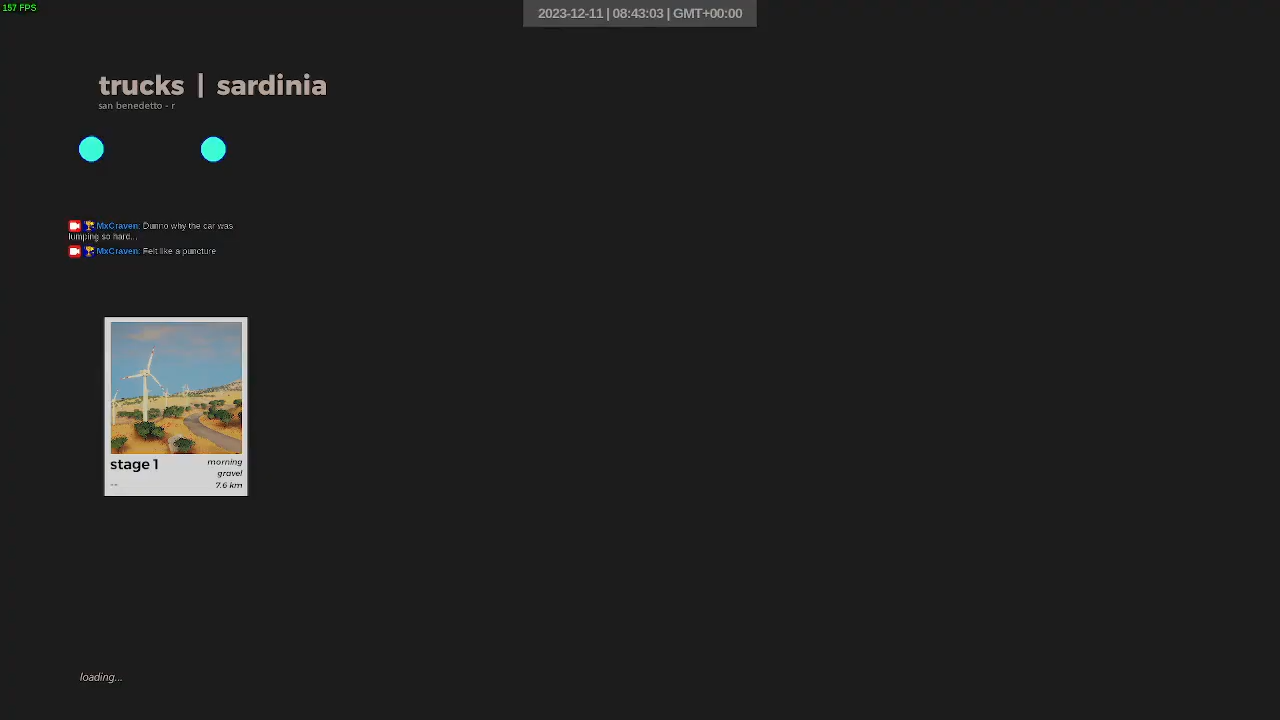 157 FPS
2023-12-11 | 08:43:03 | GMT+00:00
trucks | sardinia
san benedetto - r
MxCraven: Dunno why the car was
lumping so hard...
MxCraven: Felt like a puncture
stage 1
morning
gravel
--
7.6 km
loading...